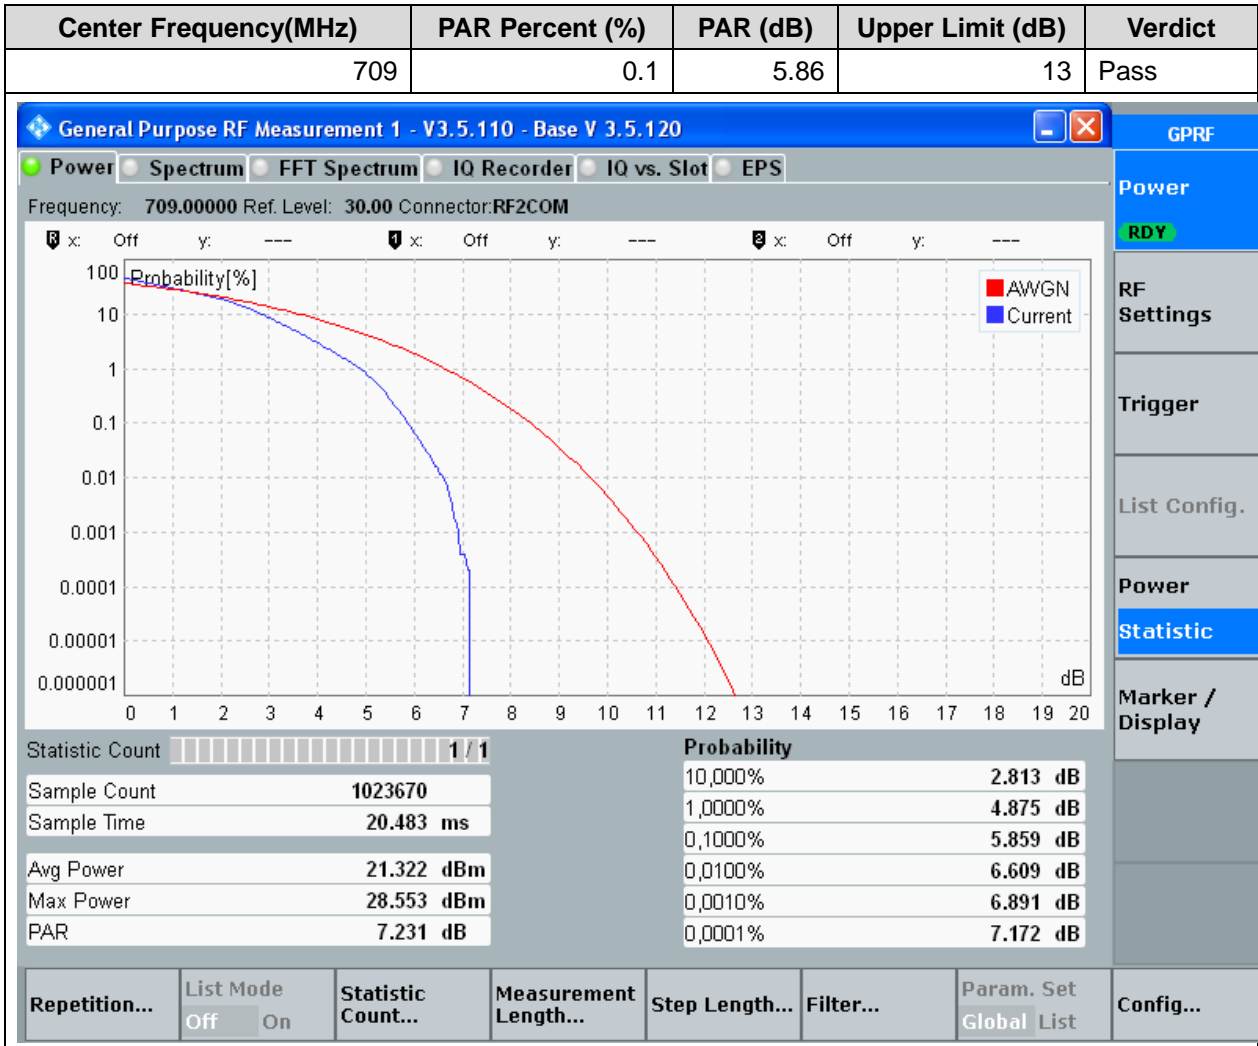 Center Frequency(MHz) PAR Percent (%) PAR (dB) Upper Limit (dB) Verdict
709 0.1 5.86 13 Pass
General Purpose RF Measurement 1 - V3.5.110 - Base V 3.5.120
GPRF
Power Spectrum FFT Spectrum IQ Recorder IQ vs. Slot EPS
Frequency: 709.00000 Ref. Level: 30.00 Connector:RF2COM
Power
RDY
R x: Off y: --- 1 x: Off y: --- 2 x: Off y: ---
RF
Settings
Trigger
List Config.
Power
Statistic
Marker /
Display
Probability[%]
AWGN
Current
100
10
1
0.1
0.01
0.001
0.0001
0.00001
0.000001
dB
0 1 2 3 4 5 6 7 8 9 10 11 12 13 14 15 16 17 18 19 20
Statistic Count 1 / 1
Sample Count 1023670
Sample Time 20.483 ms
Avg Power 21.322 dBm
Max Power 28.553 dBm
PAR 7.231 dB
Probability
10,000% 2.813 dB
1,0000% 4.875 dB
0,1000% 5.859 dB
0,0100% 6.609 dB
0,0010% 6.891 dB
0,0001% 7.172 dB
Repetition...
List Mode
Off On
Statistic
Count...
Measurement
Length...
Step Length...
Filter...
Param. Set
Global List
Config...